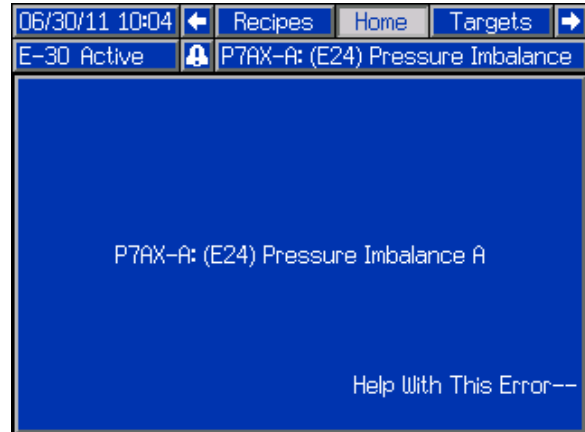 06/30/11 10:04 Recipes Home Targets
E-30 Active P7AX-A: (E24) Pressure Imbalance
P7AX-A: (E24) Pressure Imbalance A
Help With This Error--